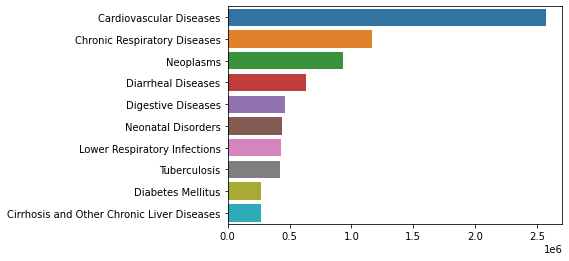 Cardiovascular Diseases
Chronic Respiratory Diseases
Neoplasms
Diarrheal Diseases
Digestive Diseases
Neonatal Disorders
Lower Respiratory Infections
Tuberculosis
Diabetes Mellitus
Cirrhosis and Other Chronic Liver Diseases
0.0 0.5 1.0 1.5 2.0 2.5
1e6